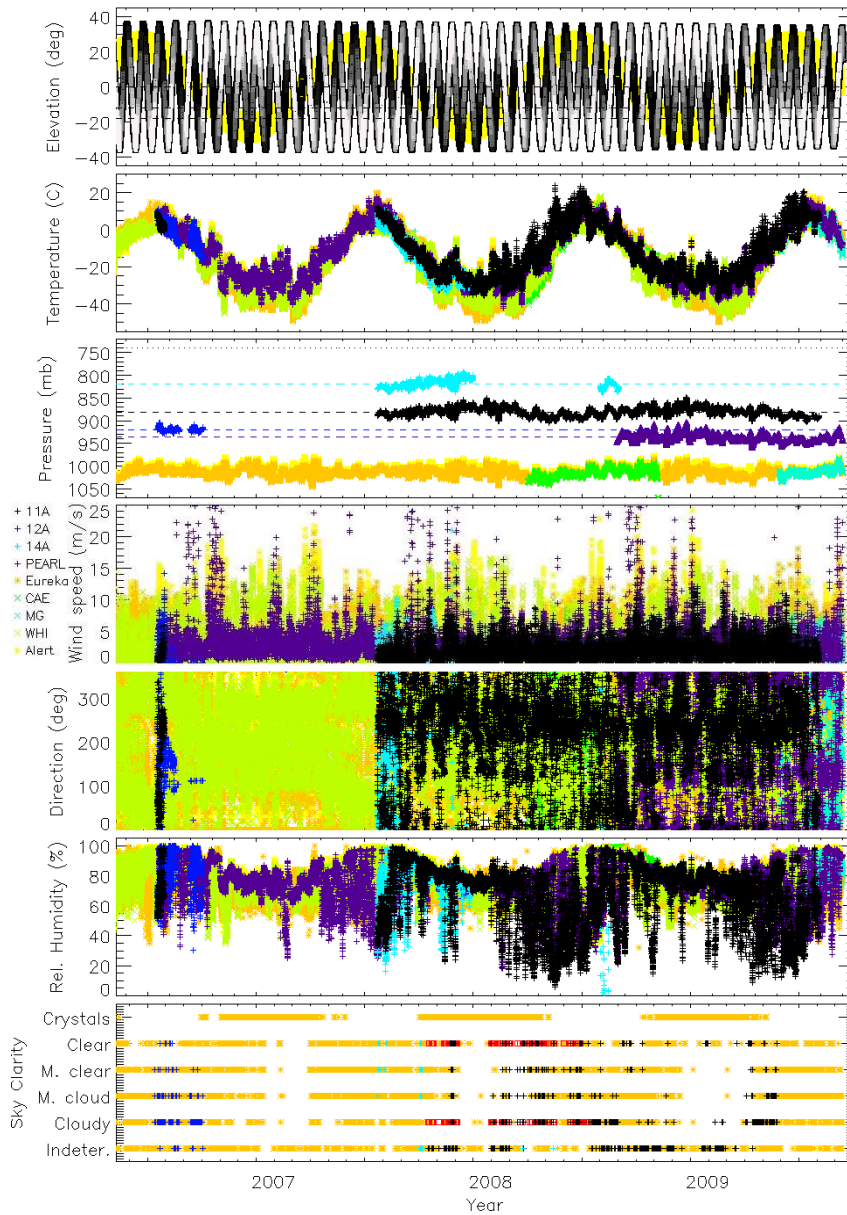 Elevation (deg)
40
20
0
-20
-40
Temperature (C)
20
0
-20
-40
Pressure (mb)
750
800
850
900
950
1000
1050
11A
12A
14A
PEARL
Eureka
CAE
MG
WHI
Alert
Wind speed (m/s)
25
20
15
10
5
0
Direction (deg)
300
200
100
0
Rel. Humidity (%)
100
80
60
40
20
0
Sky Clarity
Crystals
Clear
M. clear
M. cloud
Cloudy
Indeter.
2007
2008
2009
Year